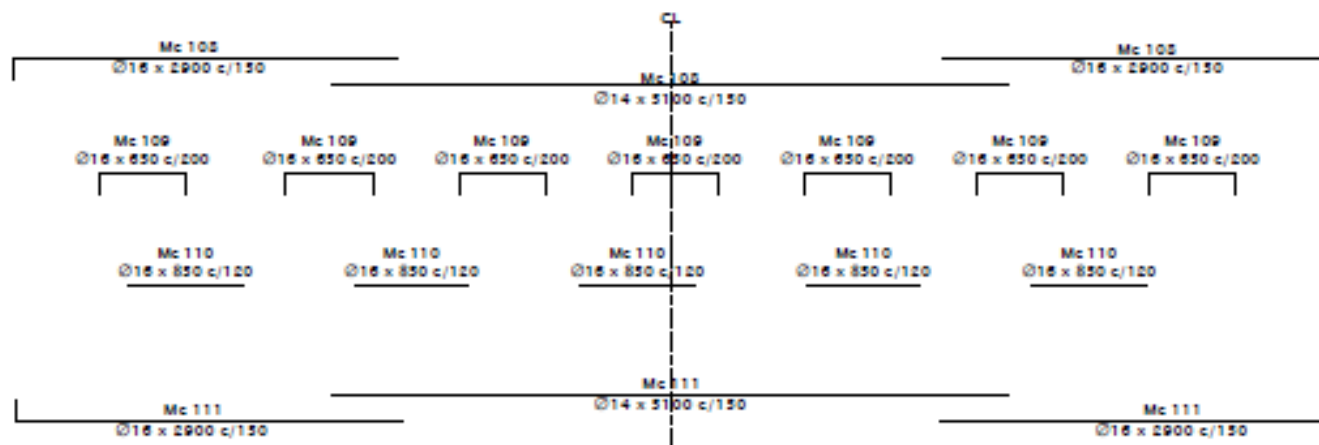 CL
Mc 108
Ø16 x 2900 c/150
Mc 108
Ø16 x 2900 c/150
Mc 108
Ø14 x 5100 c/150
Mc 109
Ø16 x 650 c/200
Mc 109
Ø16 x 650 c/200
Mc 109
Ø16 x 650 c/200
Mc 109
Ø16 x 650 c/200
Mc 109
Ø16 x 650 c/200
Mc 109
Ø16 x 650 c/200
Mc 109
Ø16 x 650 c/200
Mc 110
Ø16 x 850 c/120
Mc 110
Ø16 x 850 c/120
Mc 110
Ø16 x 850 c/120
Mc 110
Ø16 x 850 c/120
Mc 110
Ø16 x 850 c/120
Mc 111
Ø14 x 5100 c/150
Mc 111
Ø16 x 2900 c/150
Mc 111
Ø16 x 2900 c/150